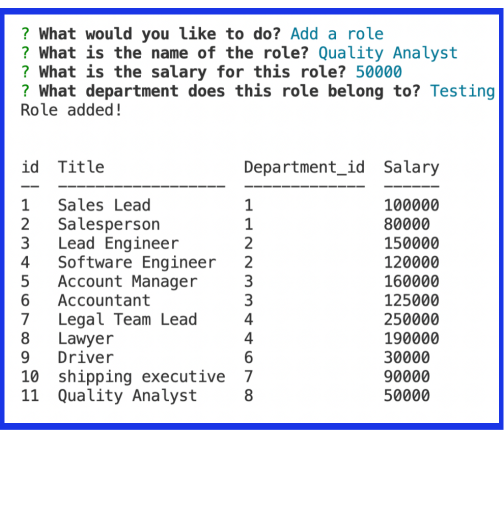 ? What would you like to do? Add a role
? What is the name of the role? Quality Analyst
? What is the salary for this role? 50000
? What department does this role belong to? Testing
Role added!
id  Title               Department_id  Salary
--  ------------------  -------------  ------
1   Sales Lead          1              100000
2   Salesperson         1              80000
3   Lead Engineer       2              150000
4   Software Engineer   2              120000
5   Account Manager     3              160000
6   Accountant          3              125000
7   Legal Team Lead     4              250000
8   Lawyer              4              190000
9   Driver              6              30000
10  shipping executive  7              90000
11  Quality Analyst     8              50000